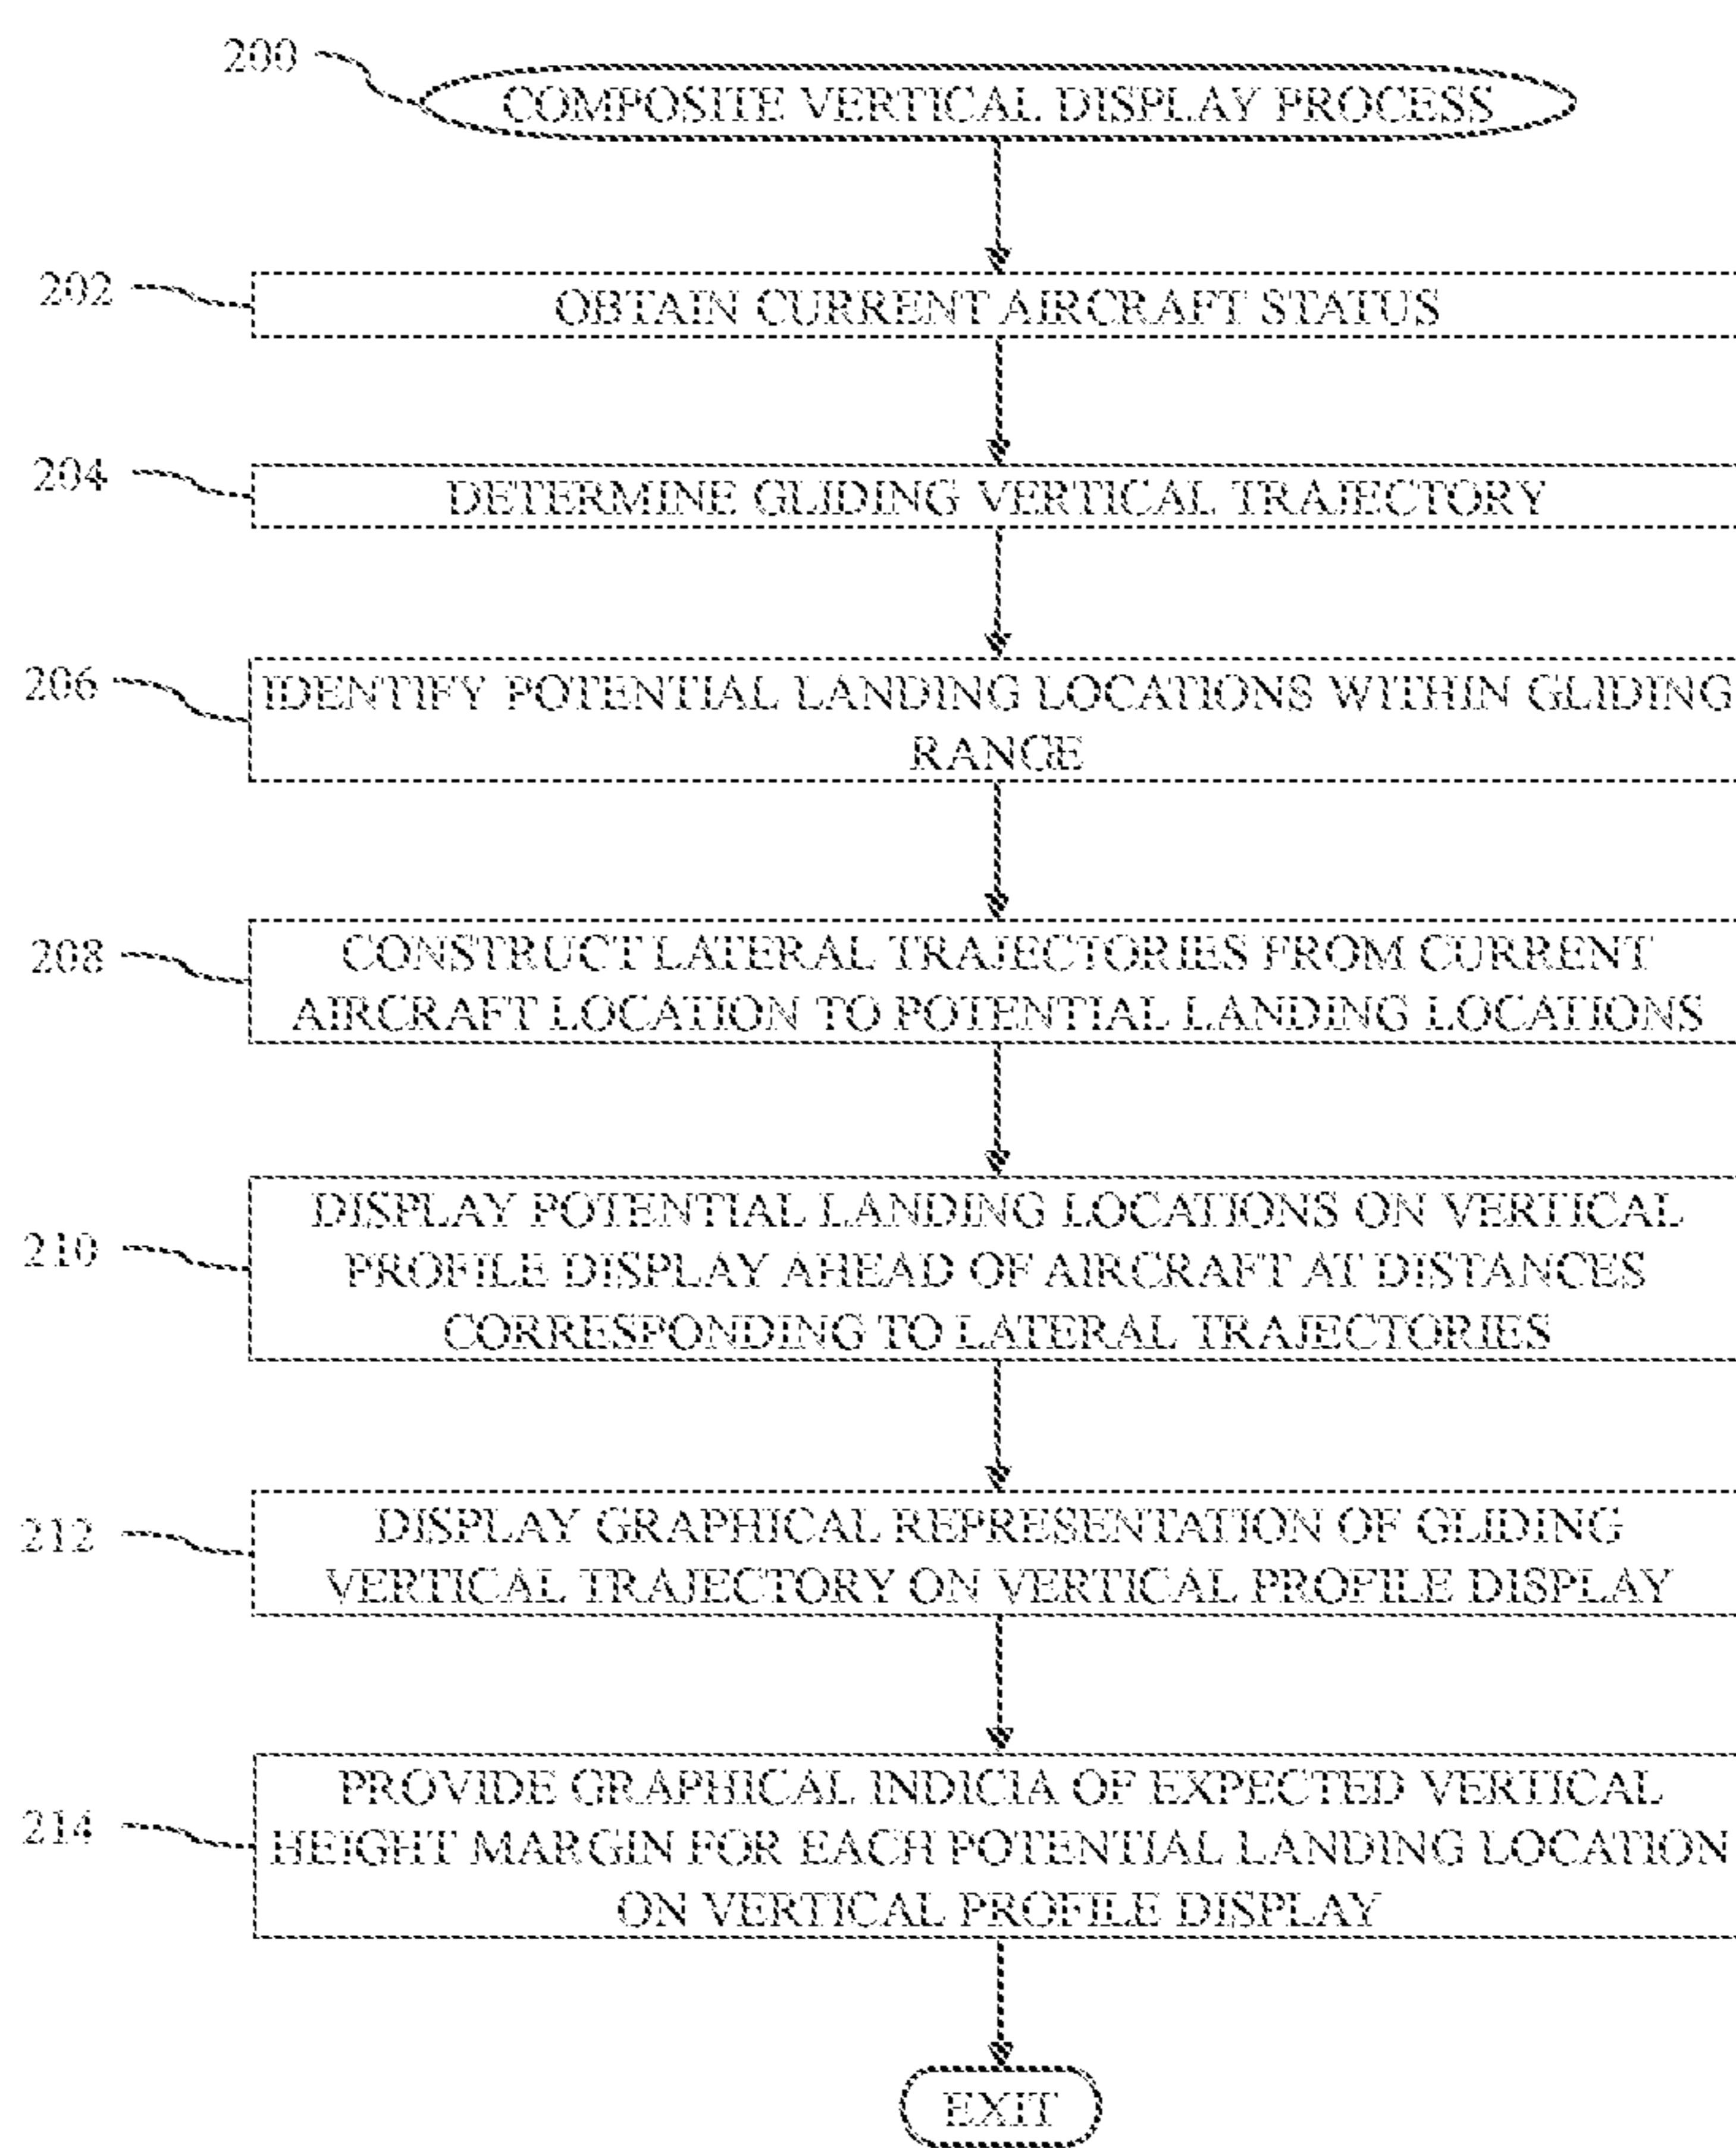 200
COMPOSITE VERTICAL DISPLAY PROCESS
202
OBTAIN CURRENT AIRCRAFT STATUS
204
DETERMINE GLIDING VERTICAL TRAJECTORY
206
IDENTIFY POTENTIAL LANDING LOCATIONS WITHIN GLIDING
RANGE
208
CONSTRUCT LATERAL TRAJECTORIES FROM CURRENT
AIRCRAFT LOCATION TO POTENTIAL LANDING LOCATIONS
210
DISPLAY POTENTIAL LANDING LOCATIONS ON VERTICAL
PROFILE DISPLAY AHEAD OF AIRCRAFT AT DISTANCES
CORRESPONDING TO LATERAL TRAJECTORIES
212
DISPLAY GRAPHICAL REPRESENTATION OF GLIDING
VERTICAL TRAJECTORY ON VERTICAL PROFILE DISPLAY
214
PROVIDE GRAPHICAL INDICIA OF EXPECTED VERTICAL
HEIGHT MARGIN FOR EACH POTENTIAL LANDING LOCATION
ON VERTICAL PROFILE DISPLAY
EXIT